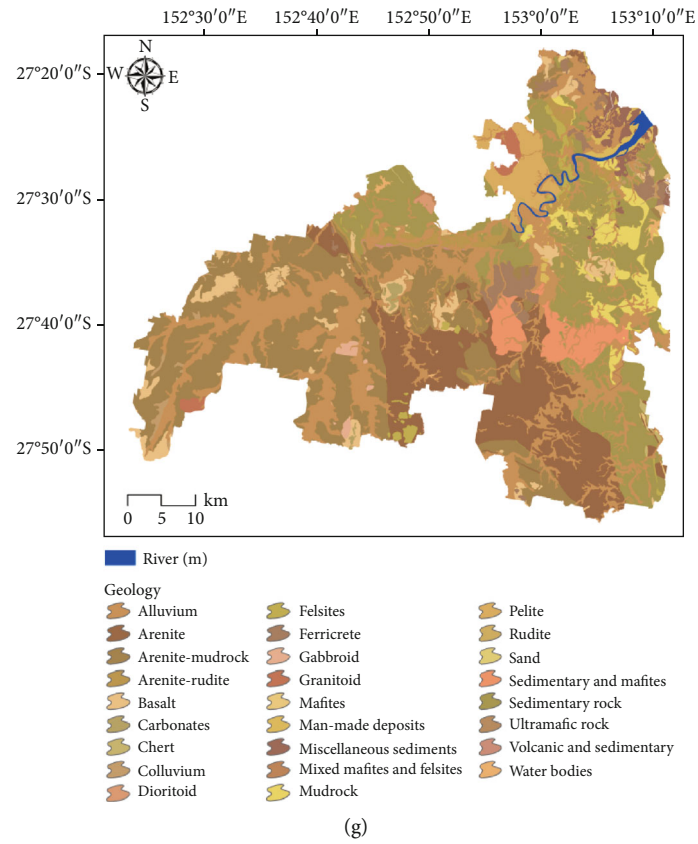 152°30′0″E 152°40′0″E 152°50′0″E 153°0′0″E 153°10′0″E
27°20′0″S
27°30′0″S
27°40′0″S
27°50′0″S
N
W E
S
km
0 5 10
River (m)
Geology
Alluvium
Arenite
Arenite-mudrock
Arenite-rudite
Basalt
Carbonates
Chert
Colluvium
Dioritoid
Felsites
Ferricrete
Gabbroid
Granitoid
Mafites
Man-made deposits
Miscellaneous sediments
Mixed mafites and felsites
Mudrock
Pelite
Rudite
Sand
Sedimentary and mafites
Sedimentary rock
Ultramafic rock
Volcanic and sedimentary
Water bodies
(g)